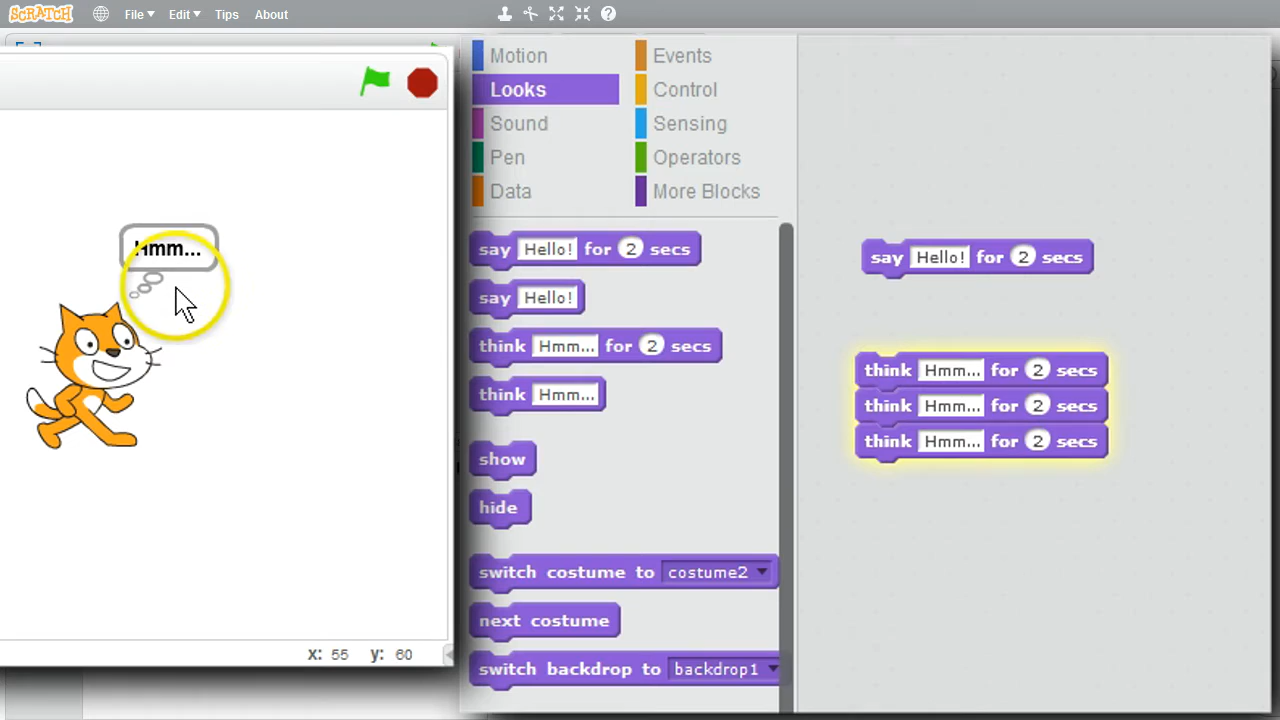 SCRATCH File Edit Tips About
Motion Events
Looks Control
Sound Sensing
Pen Operators
Data More Blocks
Hmm...
say Hello! for 2 secs
say Hello!
think Hmm... for 2 secs
think Hmm...
show
hide
switch costume to costume2
next costume
switch backdrop to backdrop1
say Hello! for 2 secs
think Hmm... for 2 secs
think Hmm... for 2 secs
think Hmm... for 2 secs
x: 55 y: 60